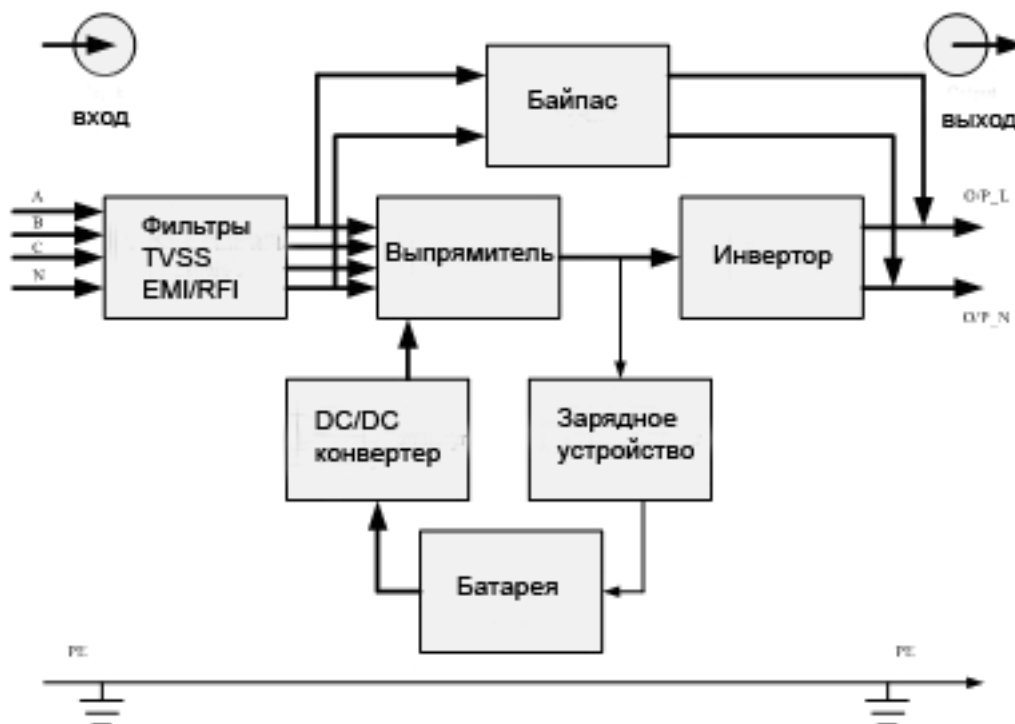 вход
выход
Байпас
A
B
C
N
Фильтры
TVSS
EMI/RFI
Выпрямитель
Инвертор
O/P_L
O/P_N
DC/DC
конвертер
Зарядное
устройство
Батарея
PE
PE